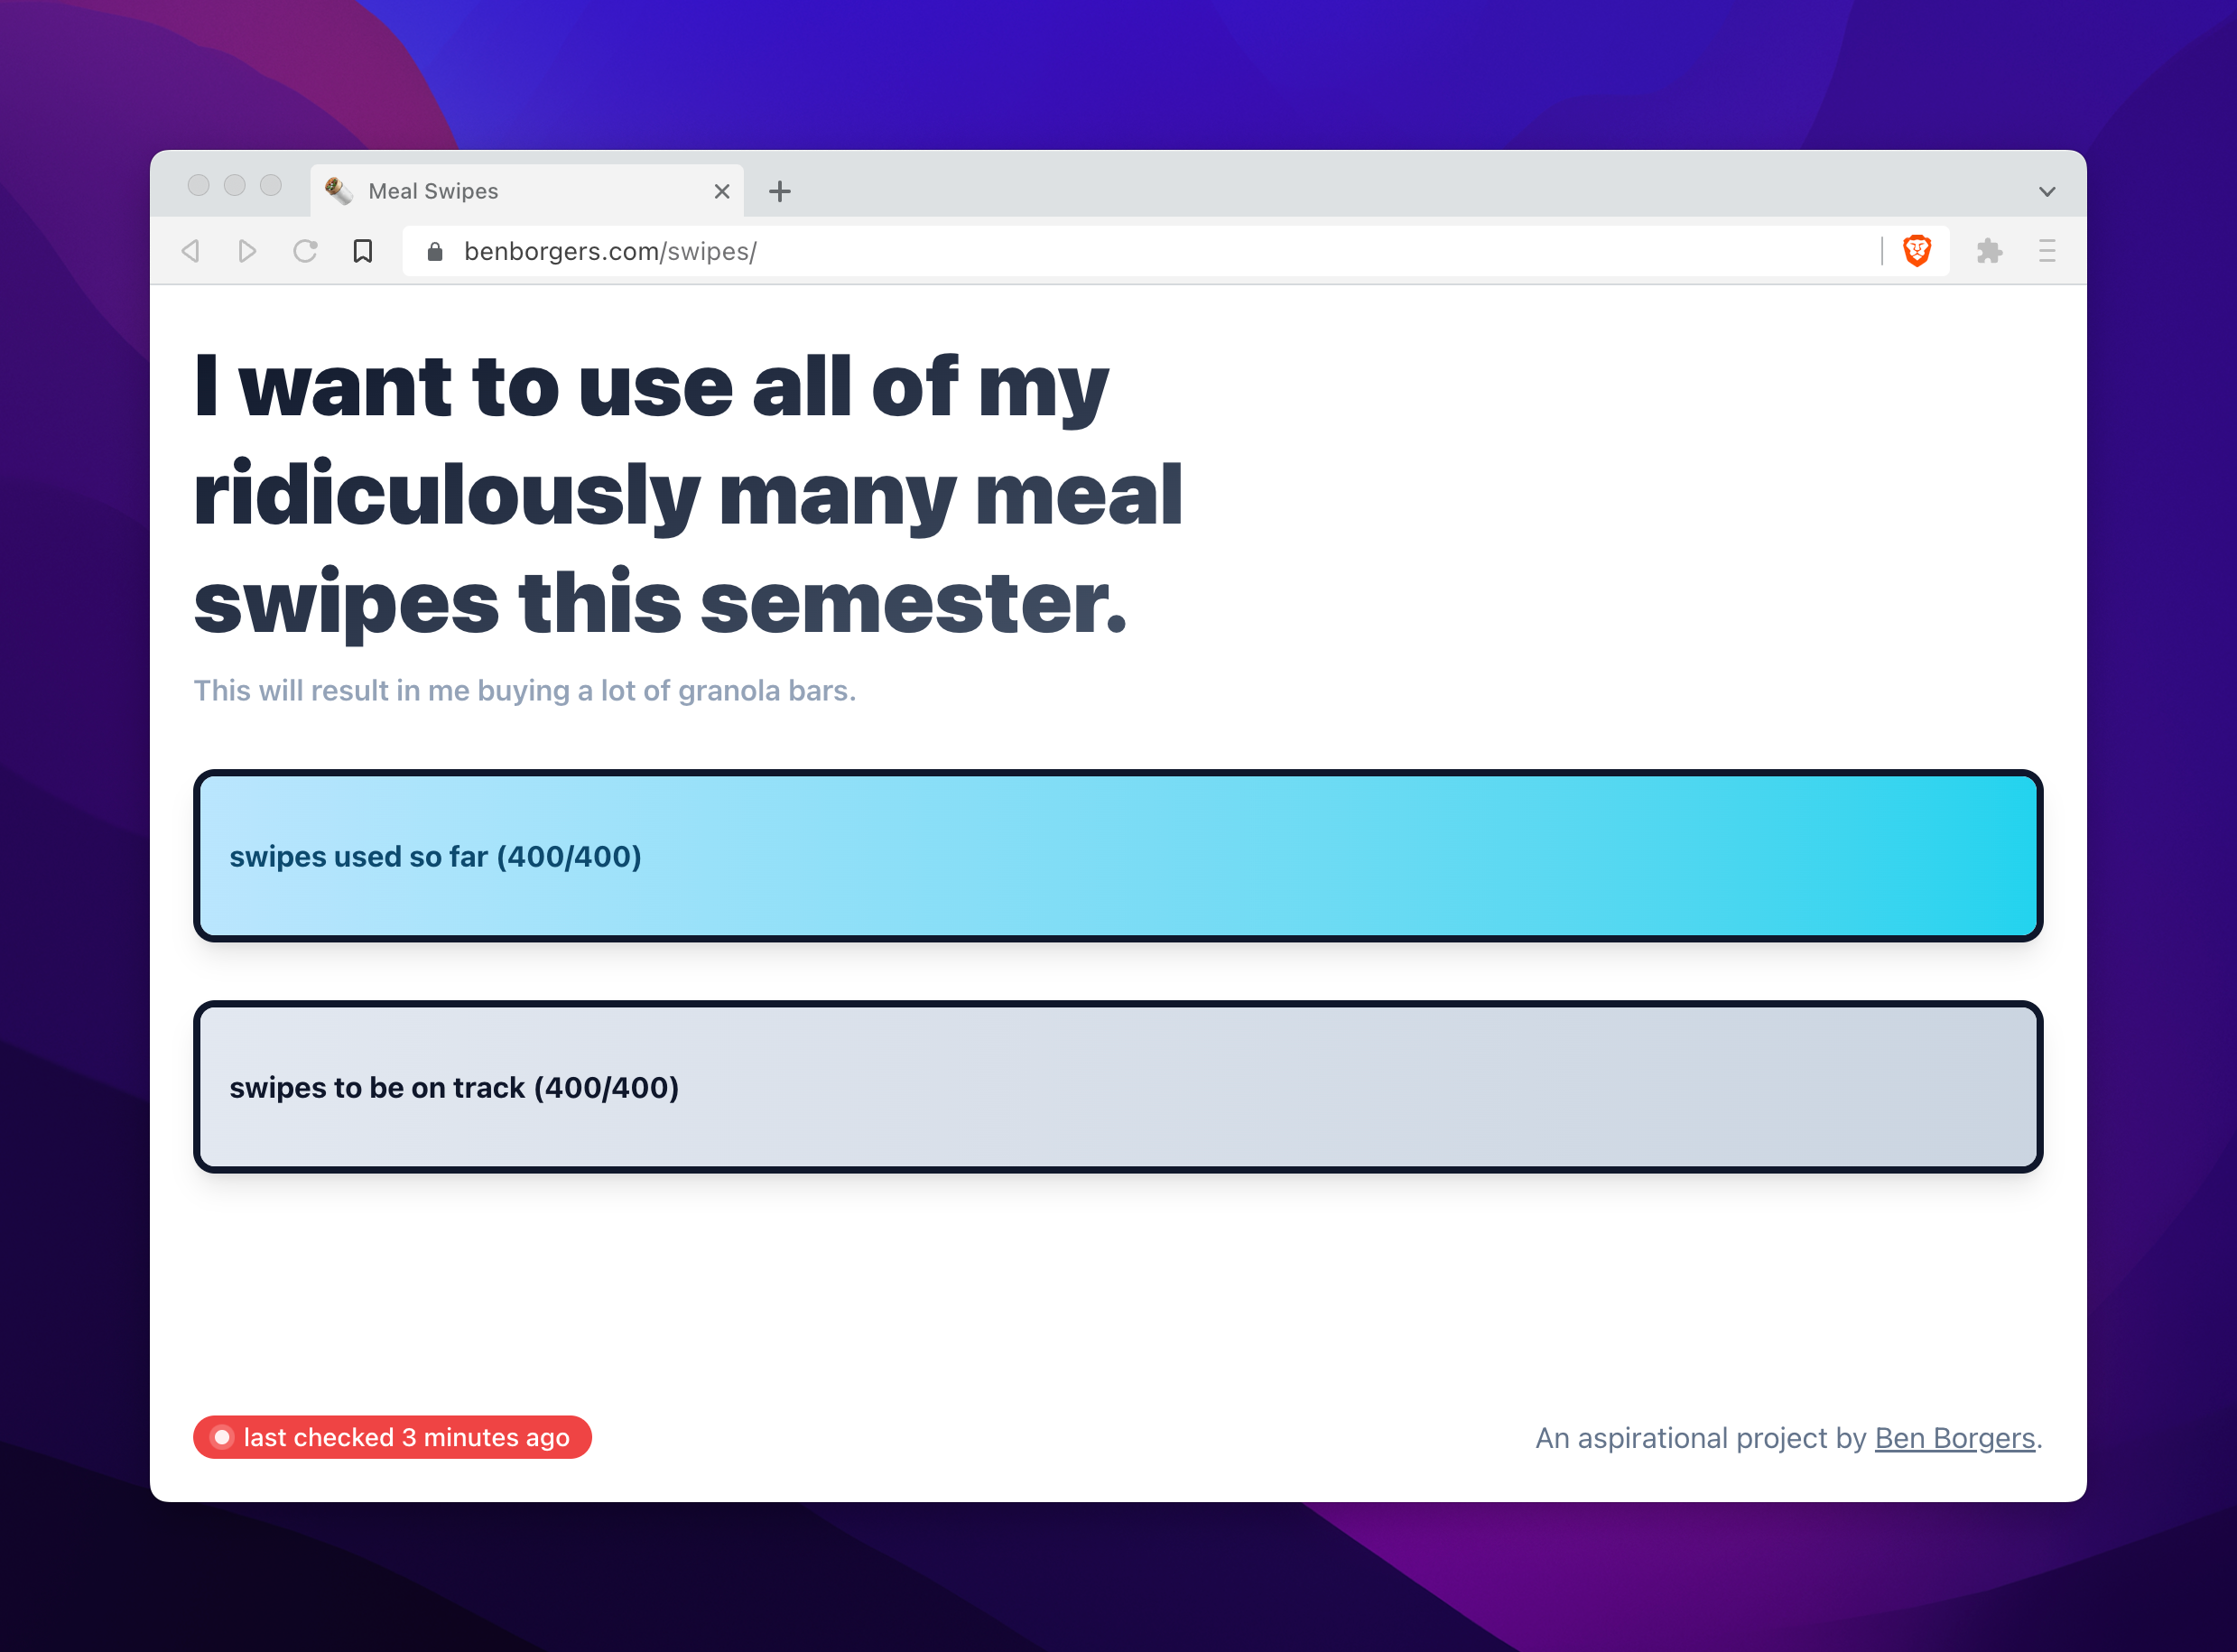 Meal Swipes
benborgers.com/swipes/
I want to use all of my
ridiculously many meal
swipes this semester.
This will result in me buying a lot of granola bars.
swipes used so far (400/400)
swipes to be on track (400/400)
last checked 3 minutes ago
An aspirational project by Ben Borgers.